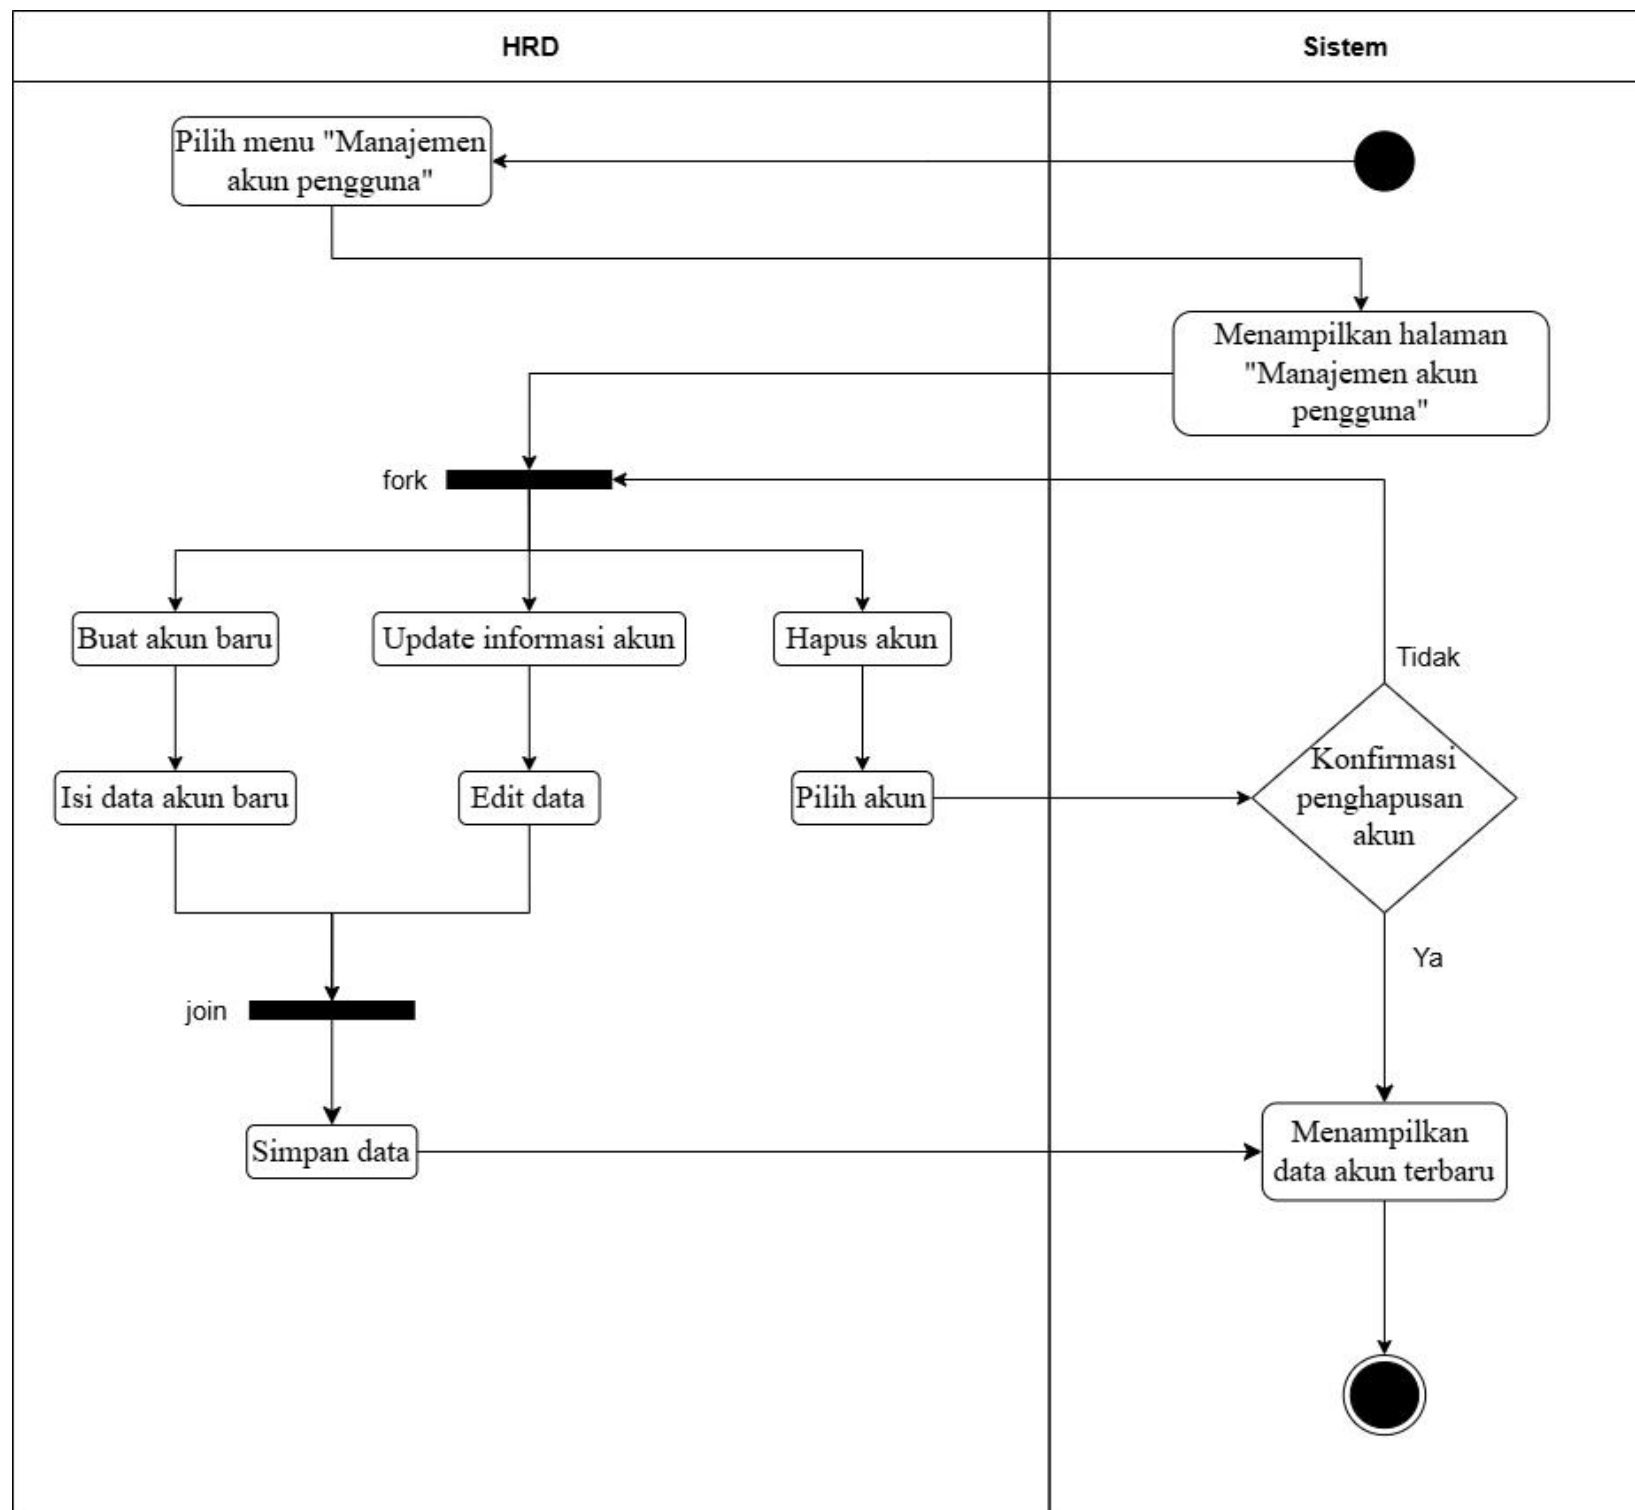 HRD
Sistem
Pilih menu "Manajemen
akun pengguna"
Menampilkan halaman
"Manajemen akun
pengguna"
fork
Buat akun baru
Update informasi akun
Hapus akun
Tidak
Isi data akun baru
Edit data
Pilih akun
Konfirmasi
penghapusan
akun
Ya
join
Simpan data
Menampilkan
data akun terbaru